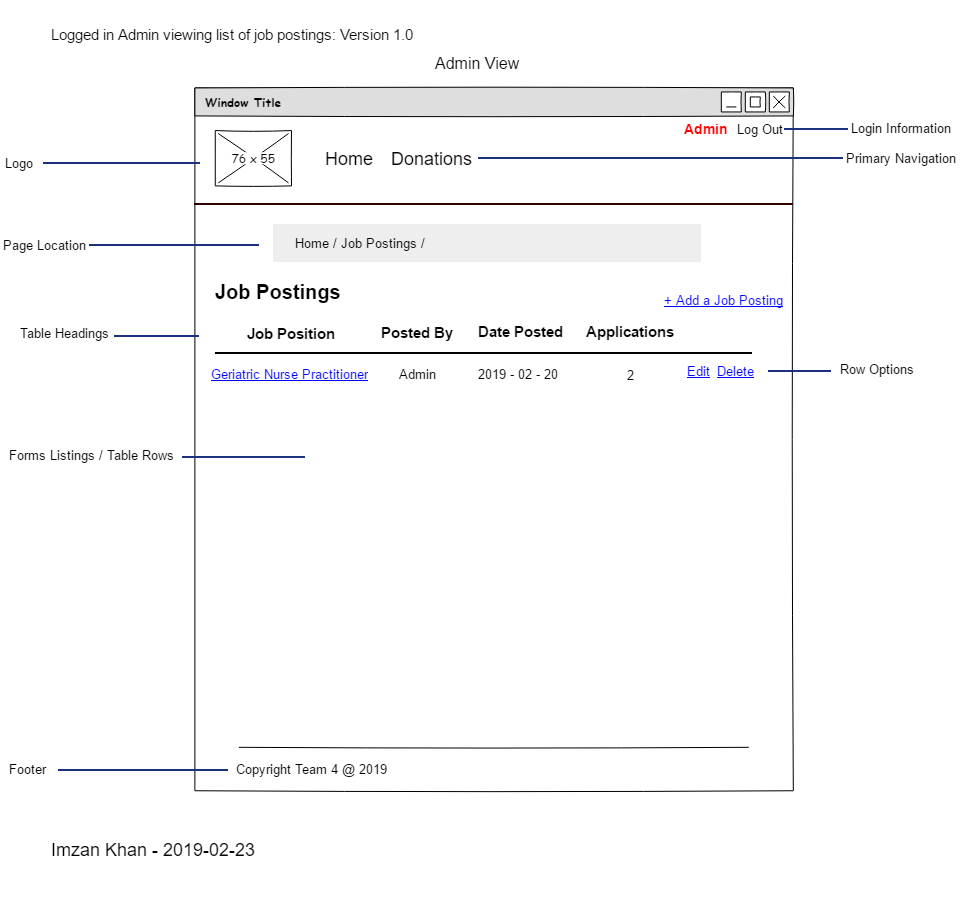 Logged in Admin viewing list of job postings: Version 1.0
Admin View
Window Title
Admin Log Out
Login Information
Logo
76 x 55
Home Donations
Primary Navigation
Page Location
Home / Job Postings /
Job Postings
+ Add a Job Posting
Table Headings
Job Position Posted By Date Posted Applications
Geriatric Nurse Practitioner Admin 2019 - 02 - 20 2 Edit Delete
Row Options
Forms Listings / Table Rows
Footer
Copyright Team 4 @ 2019
Imzan Khan - 2019-02-23